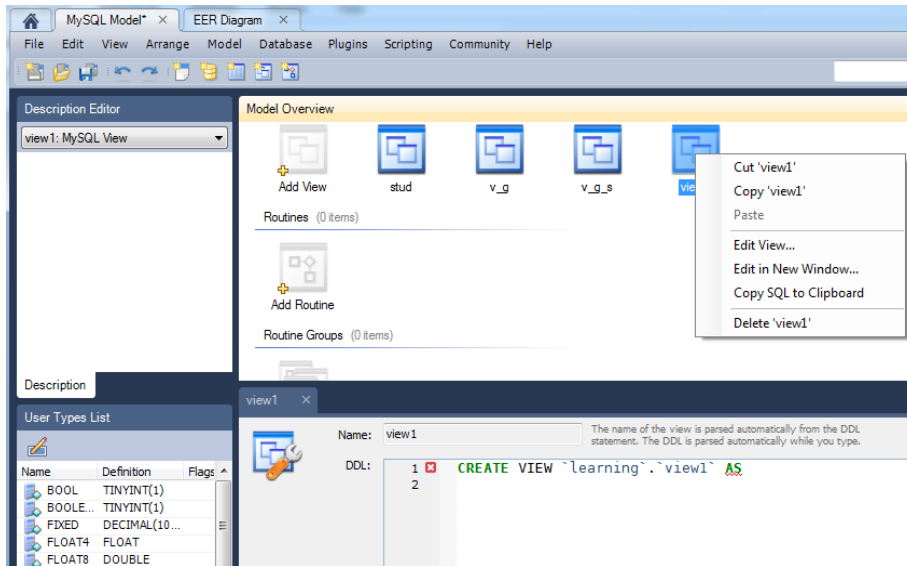 MySQL Model*
EER Diagram
File Edit View Arrange Model Database Plugins Scripting Community Help
Description Editor
view1: MySQL View
Description
Model Overview
Add View
stud
v_g
v_g_s
Routines (0 items)
Add Routine
Routine Groups (0 items)
Cut 'view1'
Copy 'view1'
Paste
Edit View...
Edit in New Window...
Copy SQL to Clipboard
Delete 'view1'
User Types List
Name Definition Flags
BOOL TINYINT(1)
BOOLE... TINYINT(1)
FIXED DECIMAL(10...
FLOAT4 FLOAT
FLOAT8 DOUBLE
view1
Name: view1
The name of the view is parsed automatically from the DDL
statement. The DDL is parsed automatically while you type.
DDL:
1 CREATE VIEW `learning`.`view1` AS
2